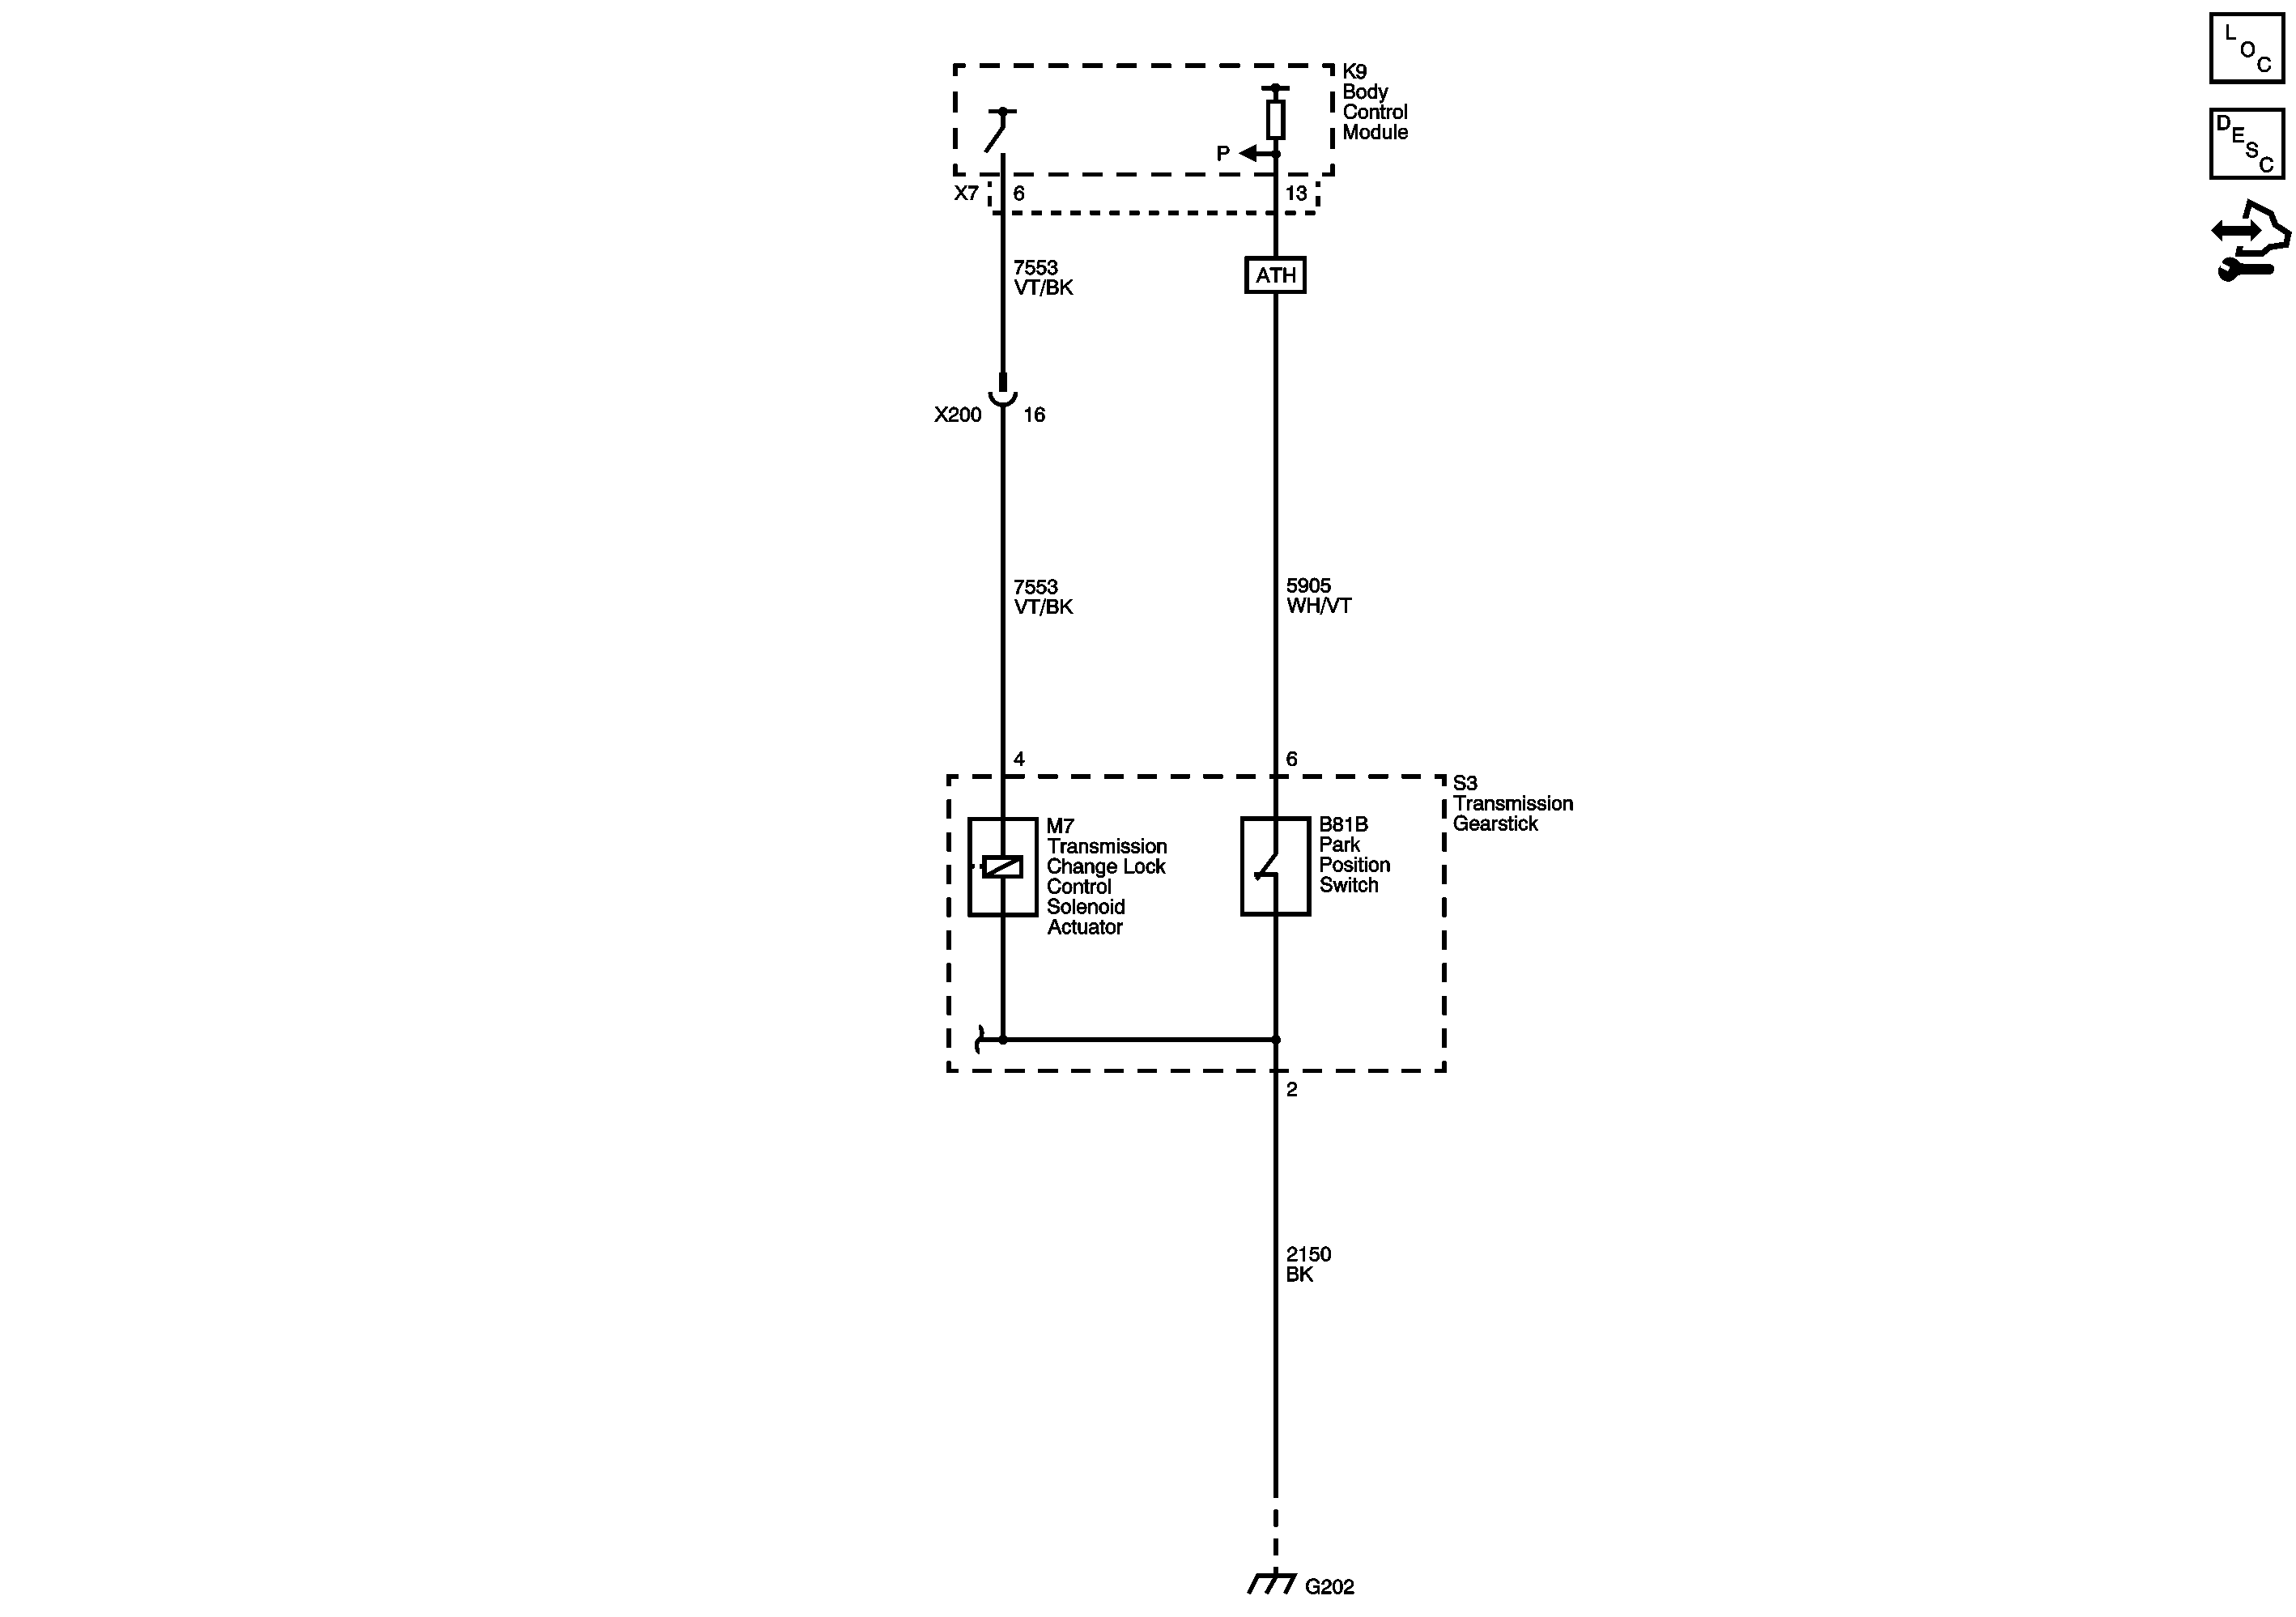 L
O
C
D
E
S
C
K9
Body
Control
Module
P
X7 6 13
7553
VT/BK
ATH
X200 16
7553
VT/BK
5905
WH/VT
4 6
S3
Transmission
Gearstick
M7
Transmission
Change Lock
Control
Solenoid
Actuator
B81B
Park
Position
Switch
2
2150
BK
G202